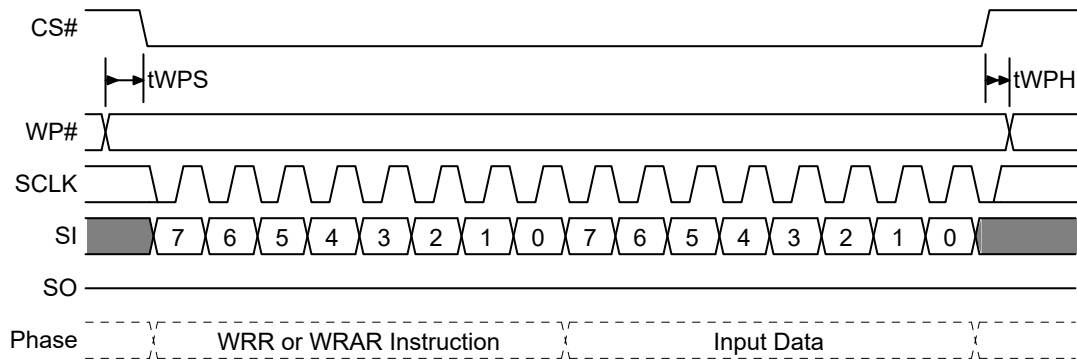 CS#
tWPS
tWPH
WP#
SCLK
SI 7 6 5 4 3 2 1 0 7 6 5 4 3 2 1 0
SO
Phase WRR or WRAR Instruction Input Data